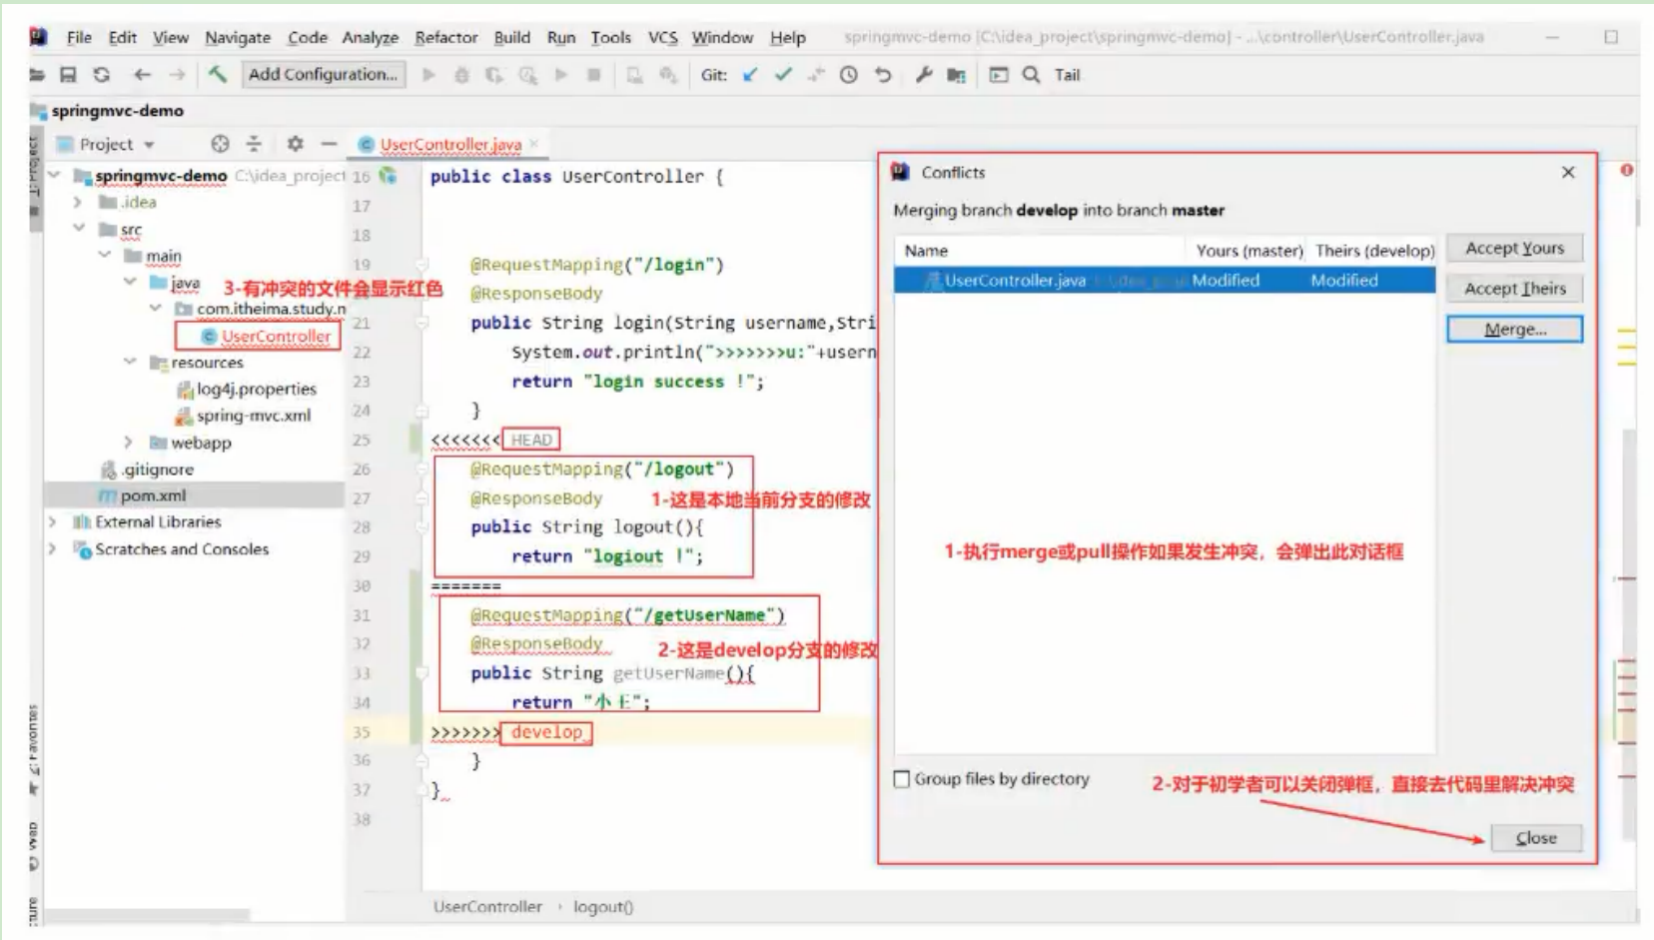 File Edit View Navigate Code Analyze Refactor Build Run Tools VCS Window Help springmvc-demo [C:\idea_project\springmvc-demo] - ...\controller\UserController.java
Add Configuration... Git: Tail
springmvc-demo
Project
UserController.java
springmvc-demo C:\idea_project
.idea
src
main
java
3-有冲突的文件会显示红色
com.itheima.study.n
UserController
resources
log4j.properties
spring-mvc.xml
webapp
.gitignore
pom.xml
External Libraries
Scratches and Consoles
16 public class UserController {
17
18
19 @RequestMapping("/login")
@ResponseBody
21 public String login(String username,Stri
22 System.out.println(">>>>>>>u:"+usern
23 return "login success !";
24 }
25 <<<<<<< HEAD
26 @RequestMapping("/logout")
27 @ResponseBody 1-这是本地当前分支的修改
28 public String logout(){
29 return "logiout !";
30 =======
31 @RequestMapping("/getUserName")
32 @ResponseBody 2-这是develop分支的修改
33 public String getUserName(){
34 return "小王";
35 >>>>>>> develop
36 }
37 }
38
UserController › logout()
Conflicts
Merging branch develop into branch master
Name Yours (master) Theirs (develop)
UserController.java Modified Modified
Accept Yours
Accept Theirs
Merge...
1-执行merge或pull操作如果发生冲突，会弹出此对话框
Group files by directory
2-对于初学者可以关闭弹框，直接去代码里解决冲突
Close
1: Project
2: Favorites
Web